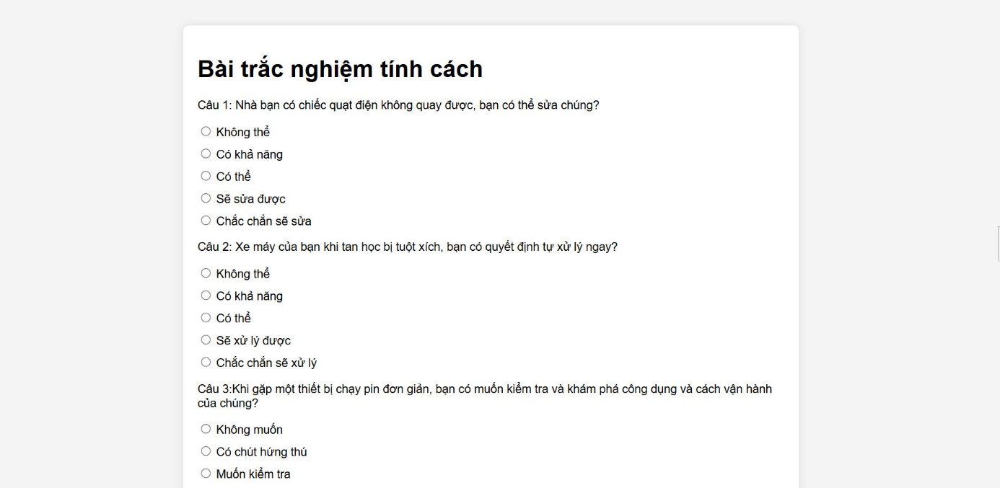 Bài trắc nghiệm tính cách
Câu 1: Nhà bạn có chiếc quạt điện không quay được, bạn có thể sửa chúng?
Không thể
Có khả năng
Có thể
Sẽ sửa được
Chắc chắn sẽ sửa
Câu 2: Xe máy của bạn khi tan học bị tuột xích, bạn có quyết định tự xử lý ngay?
Không thể
Có khả năng
Có thể
Sẽ xử lý được
Chắc chắn sẽ xử lý
Câu 3:Khi gặp một thiết bị chạy pin đơn giản, bạn có muốn kiểm tra và khám phá công dụng và cách vận hành
của chúng?
Không muốn
Có chút hứng thú
Muốn kiểm tra